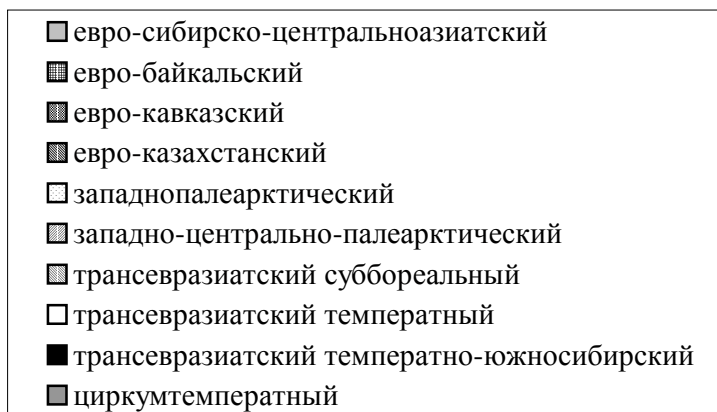 евро-сибирско-центральноазиатский
евро-байкальский
евро-кавказский
евро-казахстанский
западнопалеарктический
западно-центрально-палеарктический
трансевразиатский суббореальный
трансевразиатский температный
трансевразиатский температно-южносибирский
циркумтемпературатный